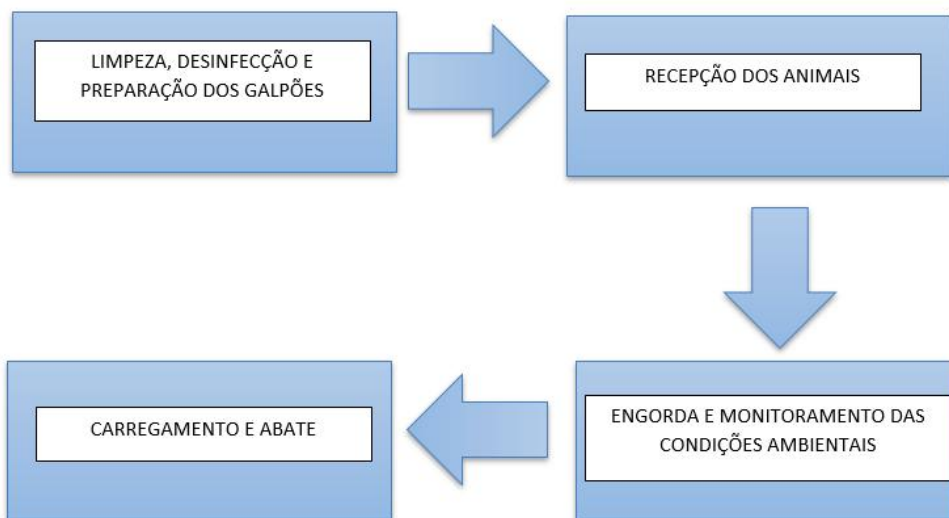 LIMPEZA, DESINFECÇÃO E
PREPARAÇÃO DOS GALPÕES
RECEPÇÃO DOS ANIMAIS
ENGORDA E MONITORAMENTO DAS
CONDIÇÕES AMBIENTAIS
CARREGAMENTO E ABATE